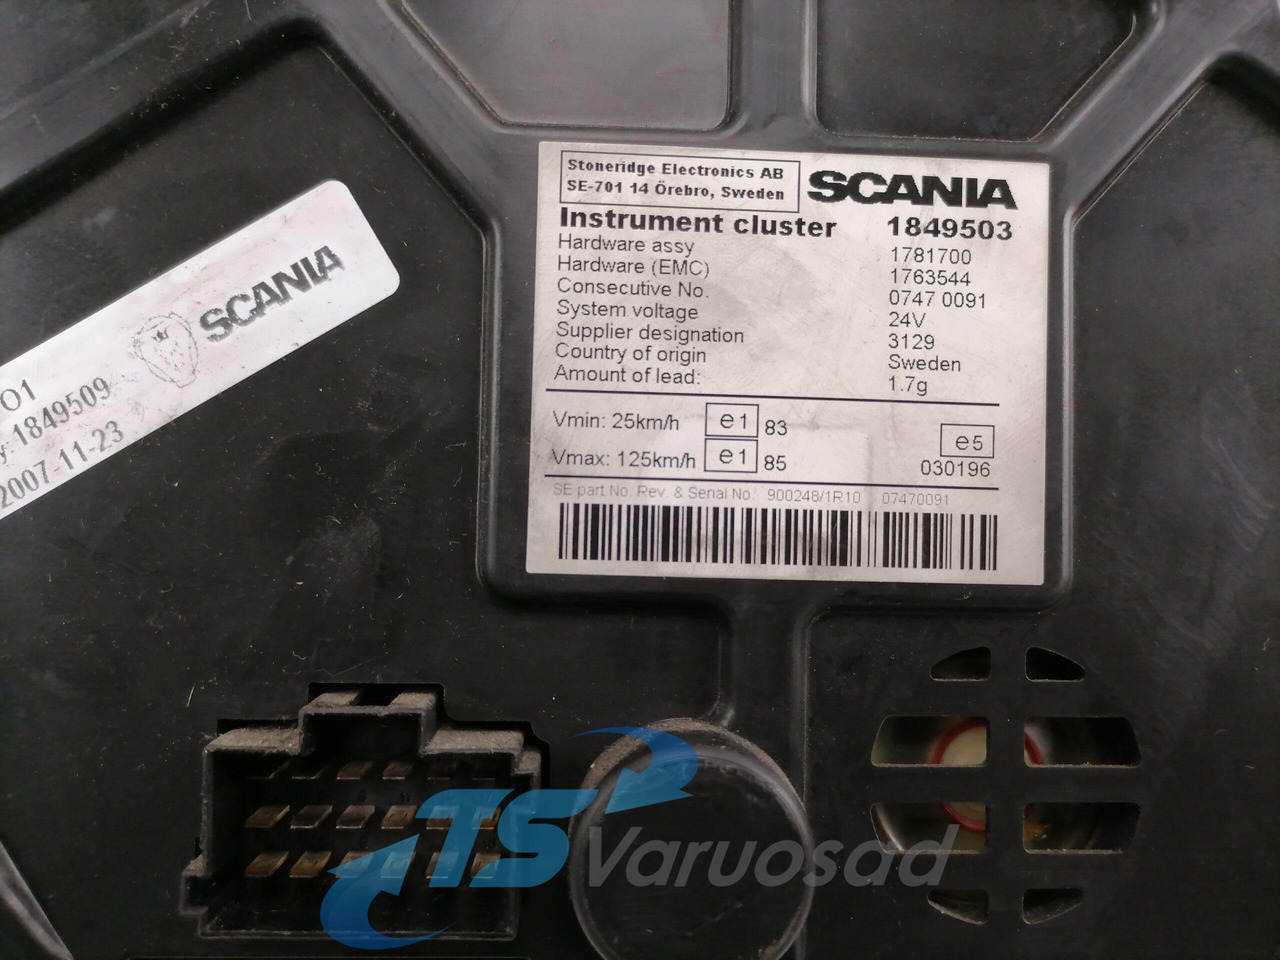 Stoneridge Electronics AB
SE-701 14 Örebro, Sweden
SCANIA
Instrument cluster 1849503
Hardware assy 1781700
Hardware (EMC) 1763544
Consecutive No. 0747 0091
System voltage 24V
Supplier designation 3129
Country of origin Sweden
Amount of lead: 1.7g
Vmin: 25km/h e1 83
Vmax: 125km/h e1 85
e5
030196
SE part No. Rev. & Serial No. 900248/1R10 07470091
SCANIA
01
y: 1849509
2007-11-23
TS Varuosad